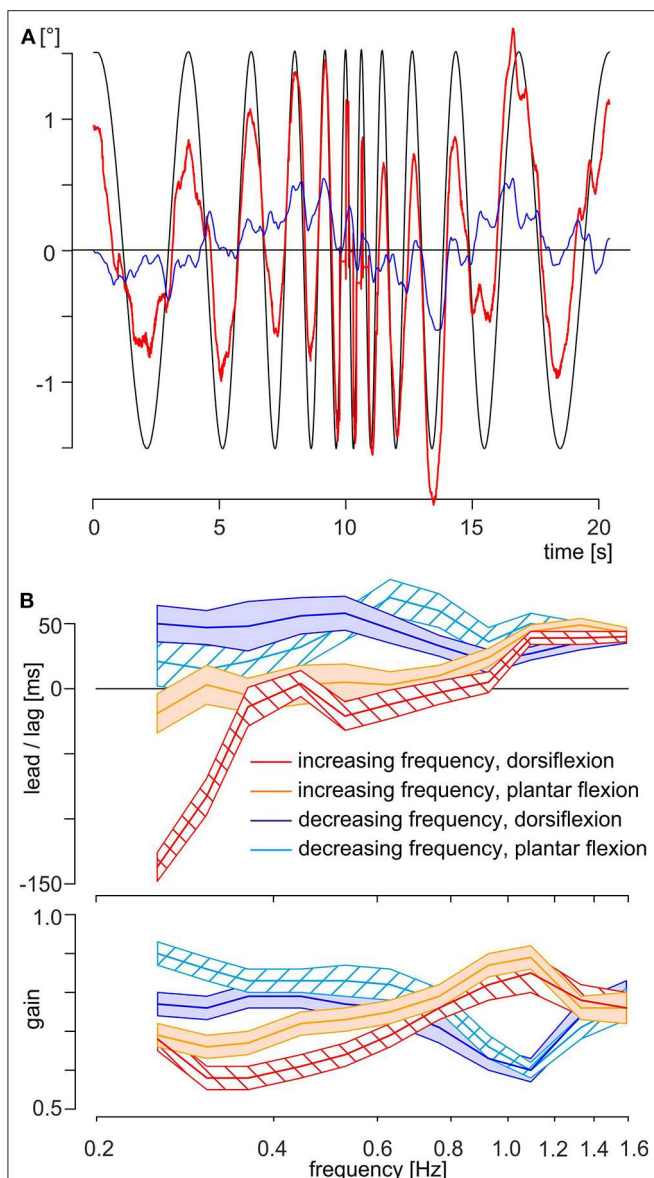 A [°]
1
0
-1
0 5 10 15 20
time [s]
B
50
0
-150
lead / lag [ms]
increasing frequency, dorsiflexion
increasing frequency, plantar flexion
decreasing frequency, dorsiflexion
decreasing frequency, plantar flexion
1.0
0.5
gain
0.2 0.4 0.6 0.8 1.0 1.2 1.4 1.6
frequency [Hz]